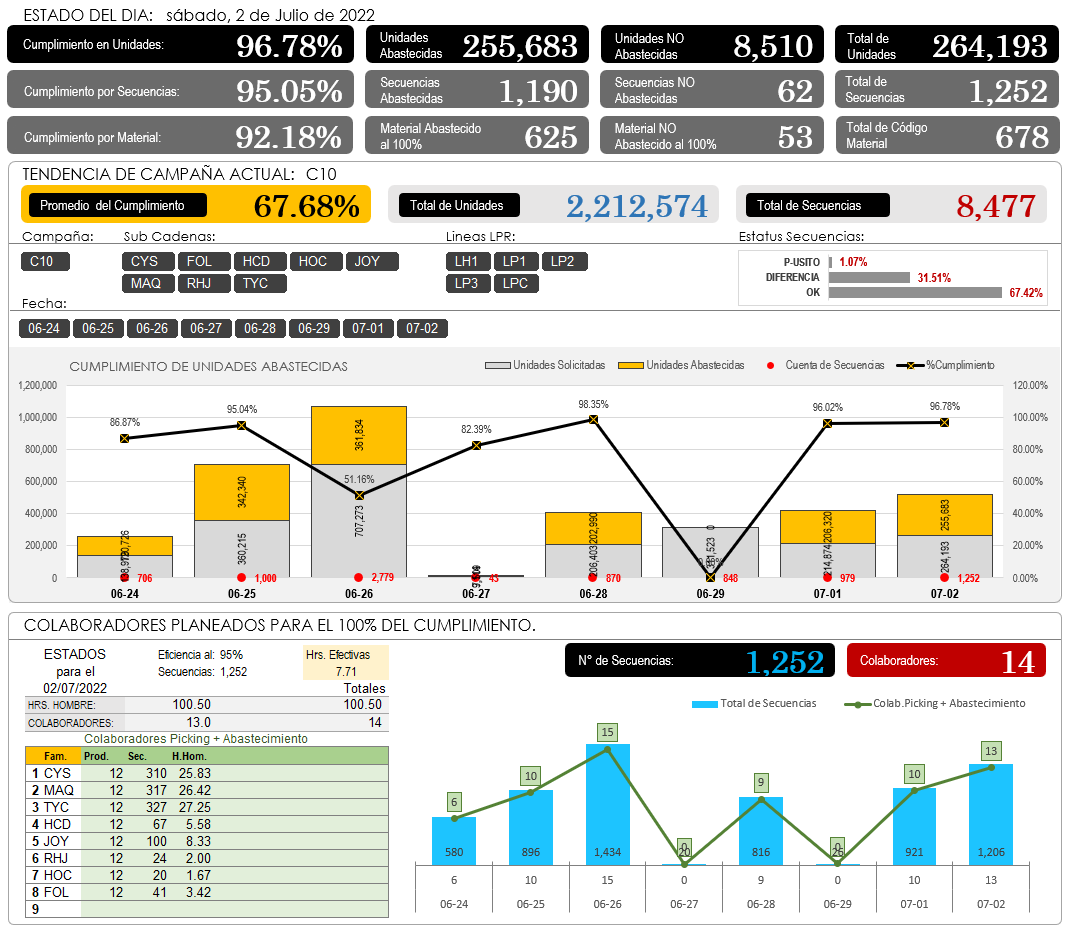 ESTADO DEL DIA: sábado, 2 de Julio de 2022
Cumplimiento en Unidades: 96.78%
Unidades Abastecidas 255,683
Unidades NO Abastecidas 8,510
Total de Unidades 264,193
Cumplimiento por Secuencias: 95.05%
Secuencias Abastecidas 1,190
Secuencias NO Abastecidas 62
Total de Secuencias 1,252
Cumplimiento por Material: 92.18%
Material Abastecido al 100% 625
Material NO Abastecido al 100% 53
Total de Código Material 678
TENDENCIA DE CAMPAÑA ACTUAL: C10
Promedio del Cumplimiento 67.68%
Total de Unidades 2,212,574
Total de Secuencias 8,477
Campaña: Sub Cadenas: Lineas LPR: Estatus Secuencias:
C10 CYS FOL HCD HOC JOY LH1 LP1 LP2
MAQ RHJ TYC LP3 LPC
P-USITO 1.07%
DIFERENCIA 31.51%
OK 67.42%
Fecha:
06-24 06-25 06-26 06-27 06-28 06-29 07-01 07-02
CUMPLIMIENTO DE UNIDADES ABASTECIDAS
Unidades Solicitadas Unidades Abastecidas Cuenta de Secuencias %Cumplimiento
1,200,000 120.00%
1,000,000 100.00%
800,000 80.00%
600,000 60.00%
400,000 40.00%
200,000 20.00%
0 0.00%
86.87% 95.04% 51.16% 82.39% 98.35% 96.02% 96.78%
342,340 361,834 202,990 0 206,320 255,683
360,215 707,273 206,403 214,874 264,193
706 1,000 2,779 45 870 848 979 1,252
06-24 06-25 06-26 06-27 06-28 06-29 07-01 07-02
COLABORADORES PLANEADOS PARA EL 100% DEL CUMPLIMIENTO.
ESTADOS para el 02/07/2022
Eficiencia al: 95%
Secuencias: 1,252
Hrs. Efectivas
7.71
Totales
HRS. HOMBRE: 100.50 100.50
COLABORADORES: 13.0 14
Colaboradores Picking + Abastecimiento
Fam. Prod. Sec. H.Hom.
1 CYS 12 310 25.83
2 MAQ 12 317 26.42
3 TYC 12 327 27.25
4 HCD 12 67 5.58
5 JOY 12 100 8.33
6 RHJ 12 24 2.00
7 HOC 12 20 1.67
8 FOL 12 41 3.42
9
N° de Secuencias: 1,252
Colaboradores: 14
Total de Secuencias Colab.Picking + Abastecimiento
6 10 15 0 9 0 10 13
580 896 1,434 20 816 921 1,206
6 10 15 0 9 0 10 13
06-24 06-25 06-26 06-27 06-28 06-29 07-01 07-02